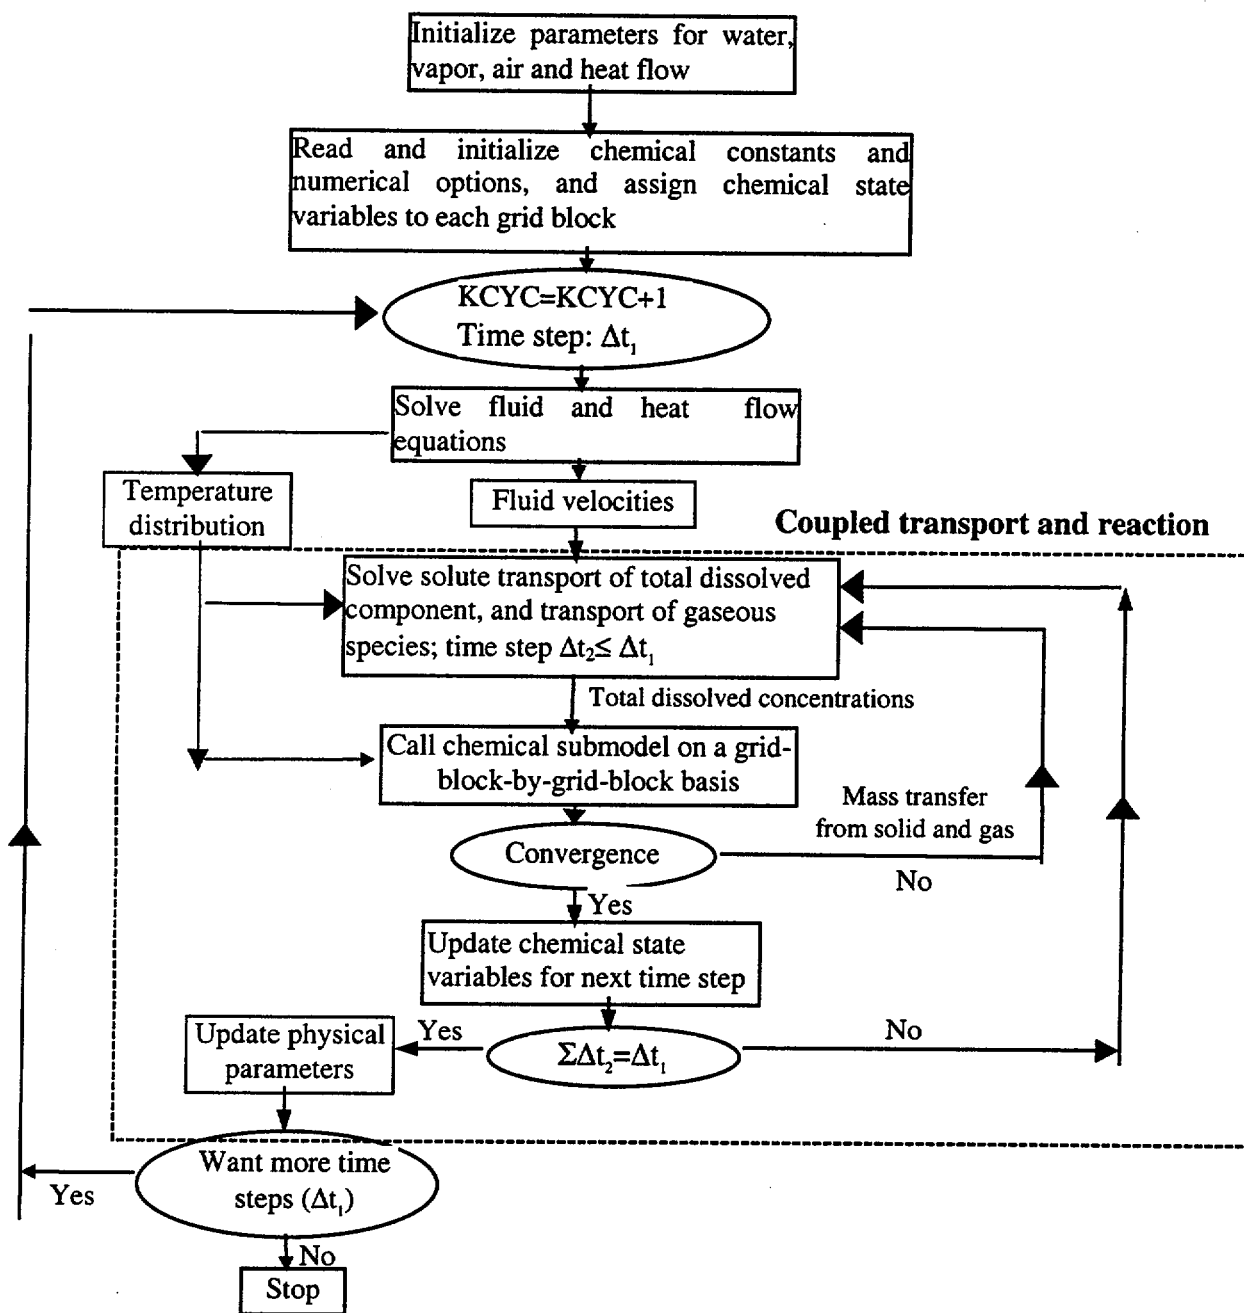 Initialize parameters for water,
vapor, air and heat flow
Read and initialize chemical constants and
numerical options, and assign chemical state
variables to each grid block
KCYC=KCYC+1
Time step: Δt₁
Solve fluid and heat flow
equations
Temperature
distribution
Fluid velocities
Coupled transport and reaction
Solve solute transport of total dissolved
component, and transport of gaseous
species; time step Δt₂≤ Δt₁
Total dissolved concentrations
Call chemical submodel on a grid-
block-by-grid-block basis
Mass transfer
from solid and gas
Convergence
No
Yes
Update chemical state
variables for next time step
Update physical
parameters
Yes
ΣΔt₂=Δt₁
No
Want more time
steps (Δt₁)
Yes
No
Stop